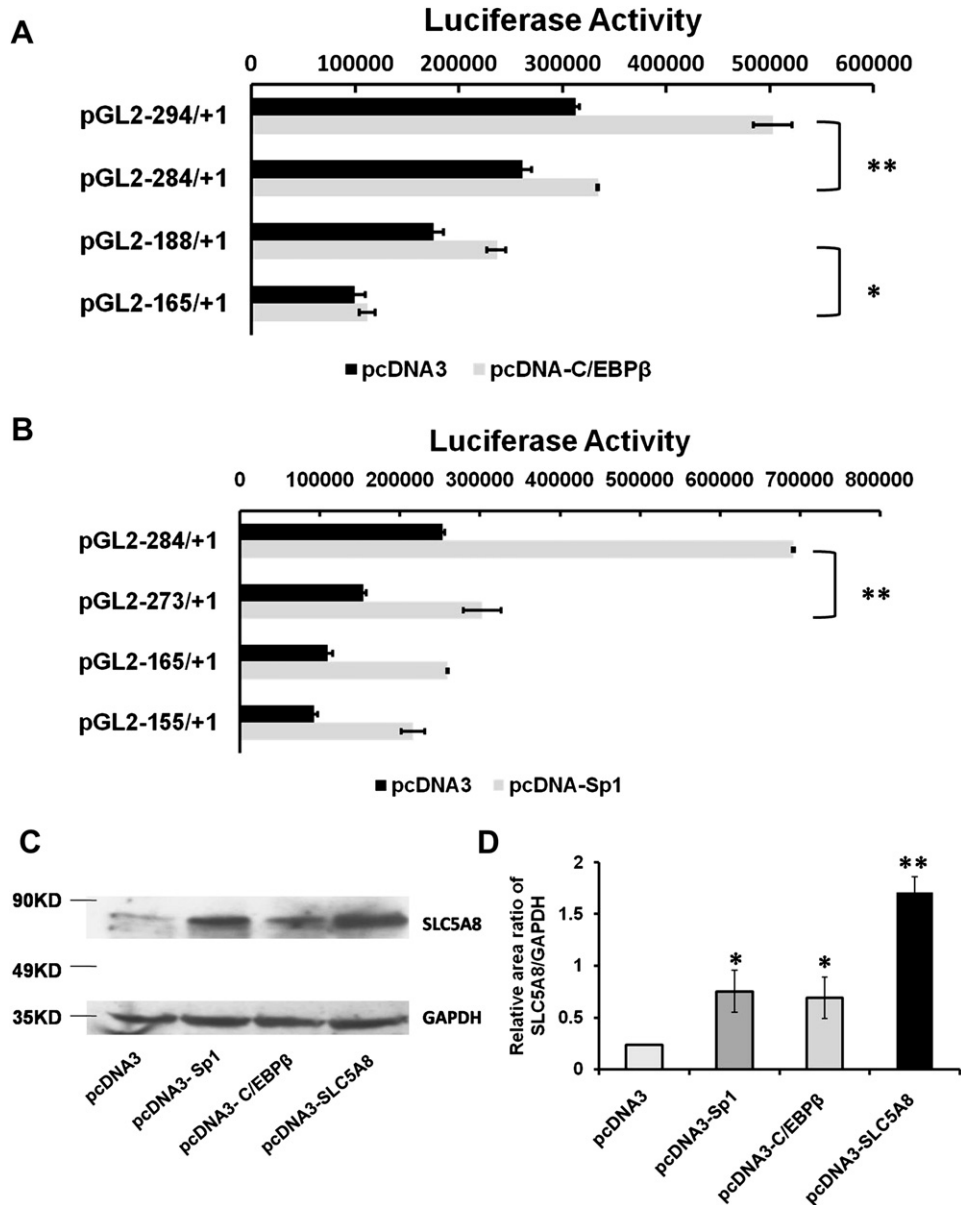 A
Luciferase Activity
0 100000 200000 300000 400000 500000 600000
pGL2-294/+1
pGL2-284/+1
**
pGL2-188/+1
pGL2-165/+1
*
pcDNA3 pcDNA-C/EBPβ
B
Luciferase Activity
0 100000 200000 300000 400000 500000 600000 700000 800000
pGL2-284/+1
pGL2-273/+1
**
pGL2-165/+1
pGL2-155/+1
pcDNA3 pcDNA-Sp1
C
90KD
SLC5A8
49KD
35KD
GAPDH
pcDNA3
pcDNA3- Sp1
pcDNA3- C/EBPβ
pcDNA3-SLC5A8
D
Relative area ratio of
SLC5A8/GAPDH
2
1.5
1
0.5
0
*
*
**
pcDNA3
pcDNA3-Sp1
pcDNA3-C/EBPβ
pcDNA3-SLC5A8